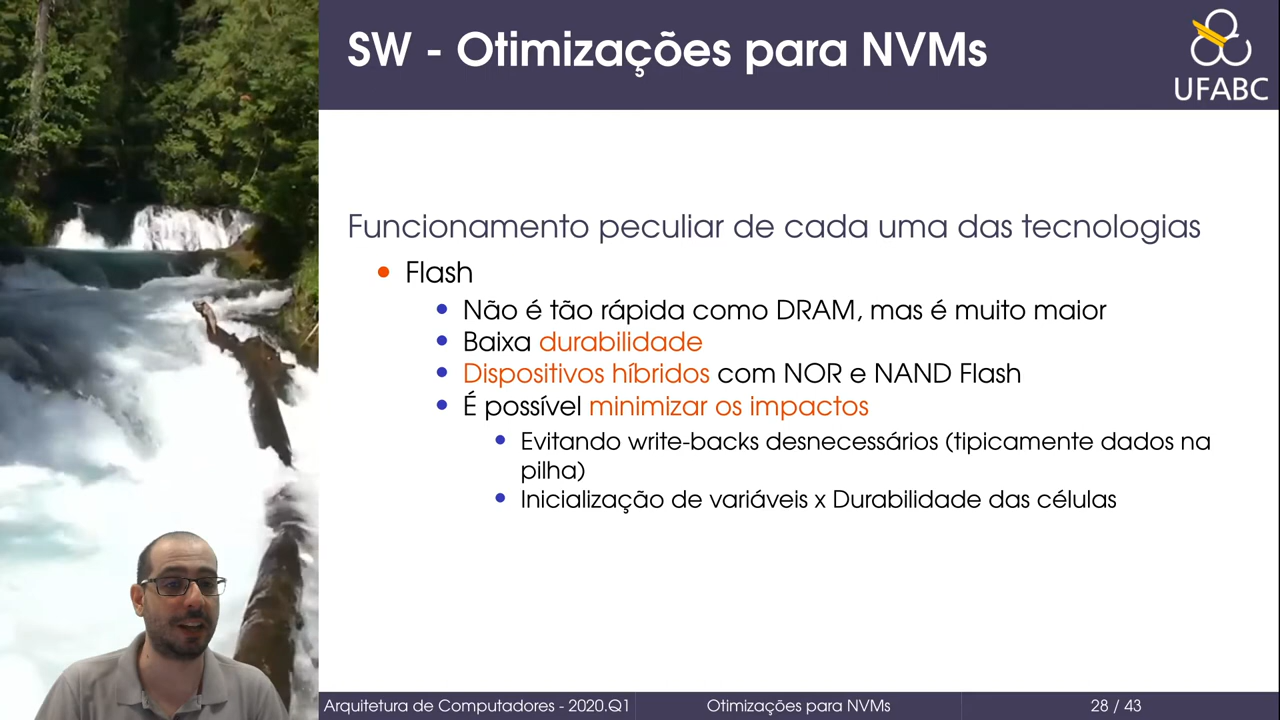 SW - Otimizações para NVMs
UFABC
Funcionamento peculiar de cada uma das tecnologias
Flash
Não é tão rápida como DRAM, mas é muito maior
Baixa durabilidade
Dispositivos híbridos com NOR e NAND Flash
É possível minimizar os impactos
Evitando write-backs desnecessários (tipicamente dados na
pilha)
Inicialização de variáveis x Durabilidade das células
Arquitetura de Computadores - 2020.Q1 Otimizações para NVMs 28 / 43